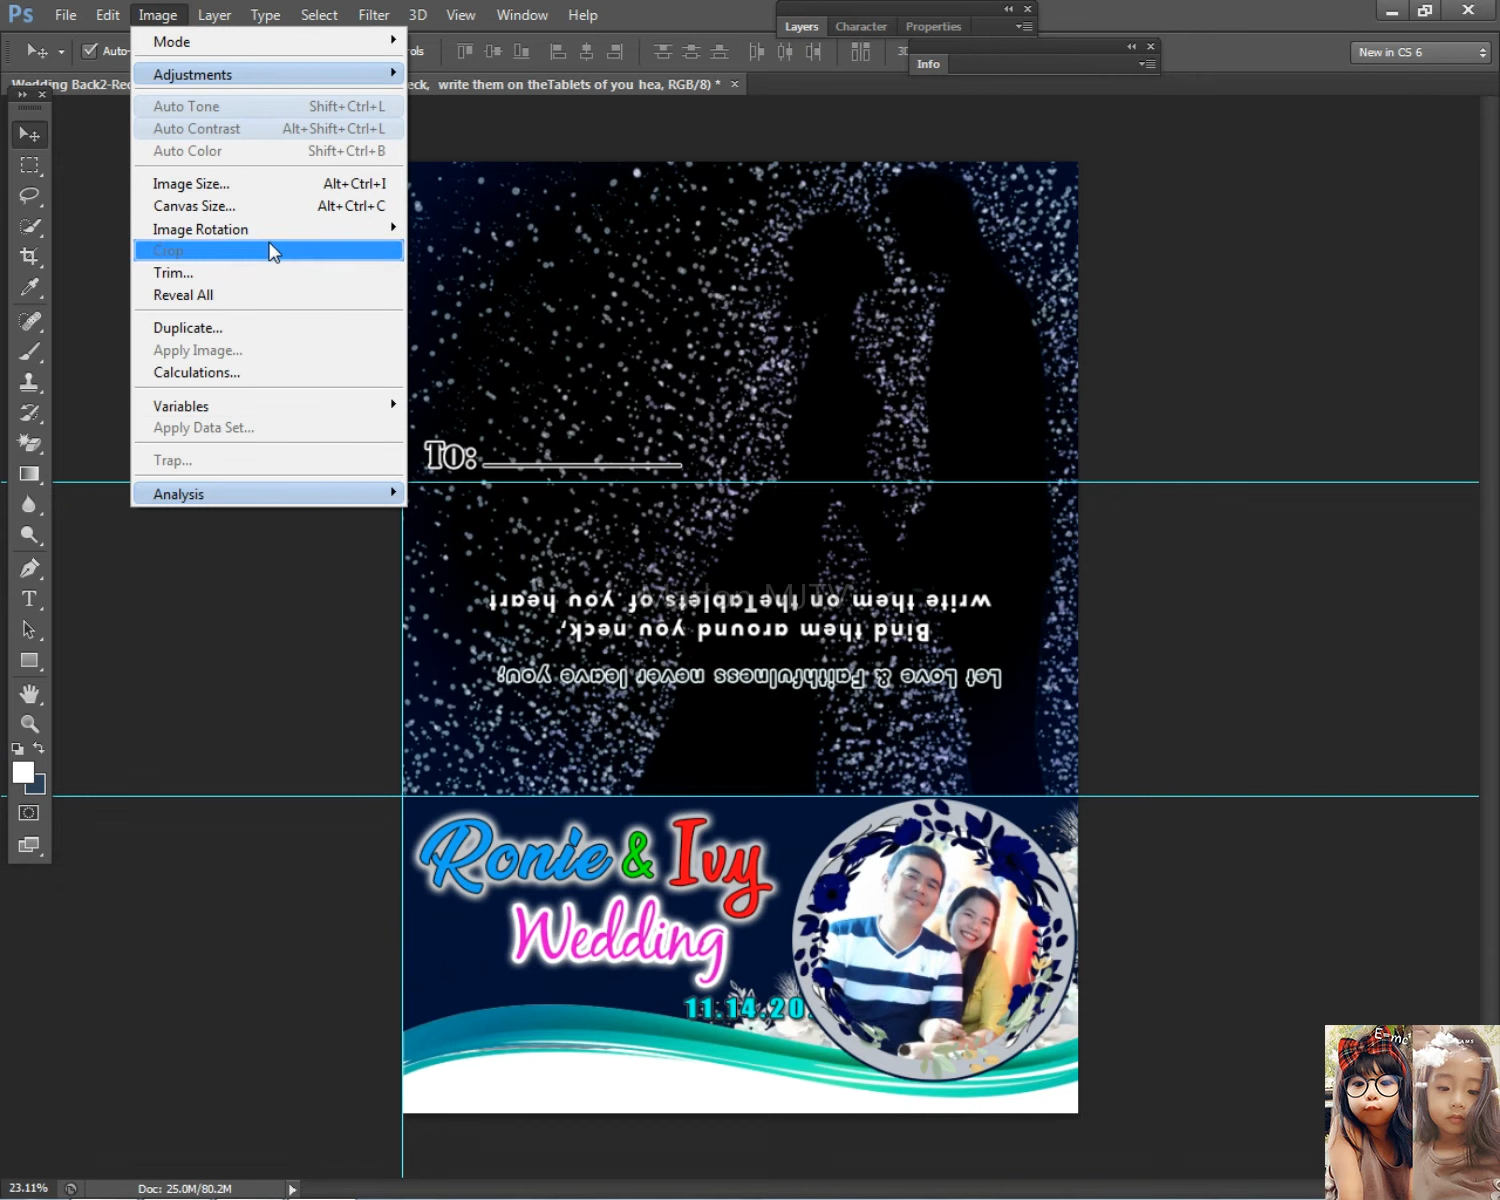 Ps File Edit Image Layer Type Select Filter 3D View Window Help
Layers Character Properties
Auto-
New in CS 6
Info
Wedding Back2-Rec
eck, write them on theTablets of you hea, RGB/8) *
Mode
Adjustments
Auto Tone Shift+Ctrl+L
Auto Contrast Alt+Shift+Ctrl+L
Auto Color Shift+Ctrl+B
Image Size... Alt+Ctrl+I
Canvas Size... Alt+Ctrl+C
Image Rotation
Crop
Trim...
Reveal All
Duplicate...
Apply Image...
Calculations...
Variables
Apply Data Set...
Trap...
Analysis
To:
Let Love & Faithfulness never leave you;
Bind them around you neck,
write them on theTablets of you heart
Ronie & Ivy
Wedding
11.14.20
23.11% Doc: 25.0M/80.2M